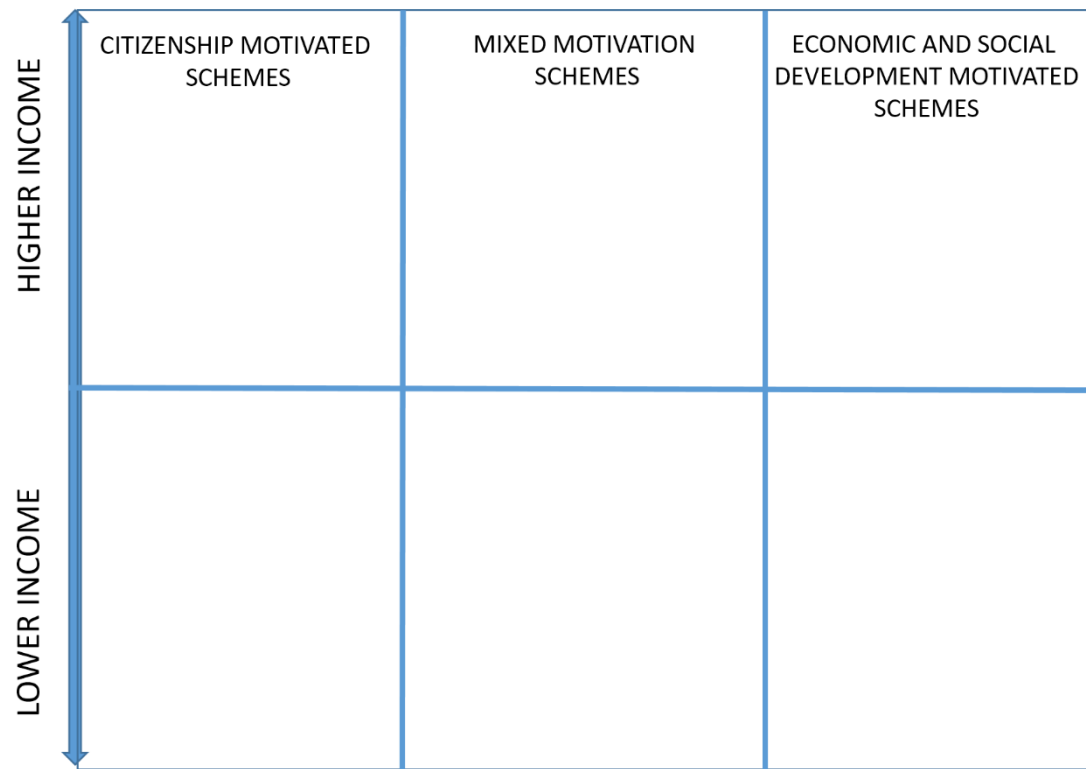 CITIZENSHIP MOTIVATED
SCHEMES
MIXED MOTIVATION
SCHEMES
ECONOMIC AND SOCIAL
DEVELOPMENT MOTIVATED
SCHEMES
HIGHER INCOME
LOWER INCOME